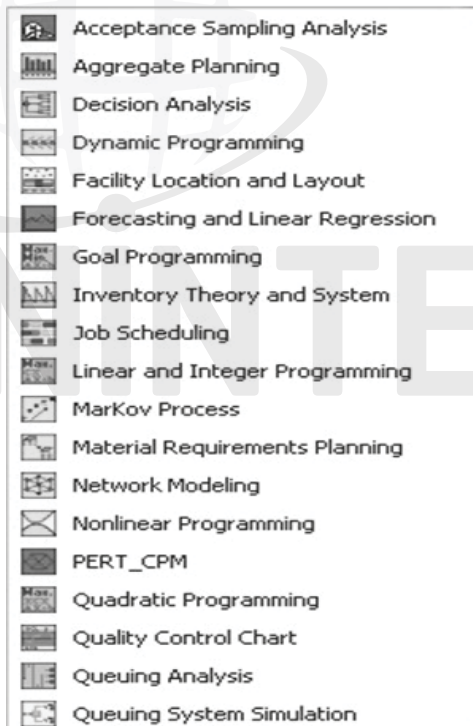 Acceptance Sampling Analysis
Aggregate Planning
Decision Analysis
Dynamic Programming
Facility Location and Layout
Forecasting and Linear Regression
Goal Programming
Inventory Theory and System
Job Scheduling
Linear and Integer Programming
MarKov Process
Material Requirements Planning
Network Modeling
Nonlinear Programming
PERT_CPM
Quadratic Programming
Quality Control Chart
Queuing Analysis
Queuing System Simulation